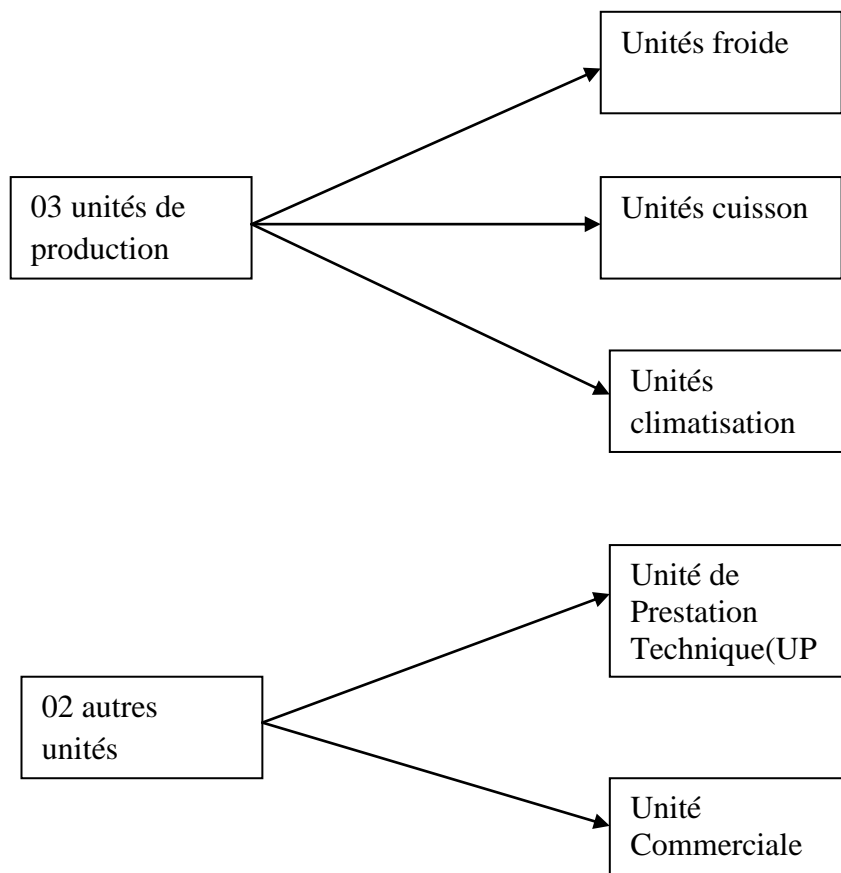 Unités froide
03 unités de
production
Unités cuisson
Unités
climatisation
Unité de
Prestation
Technique(UP
02 autres
unités
Unité
Commerciale